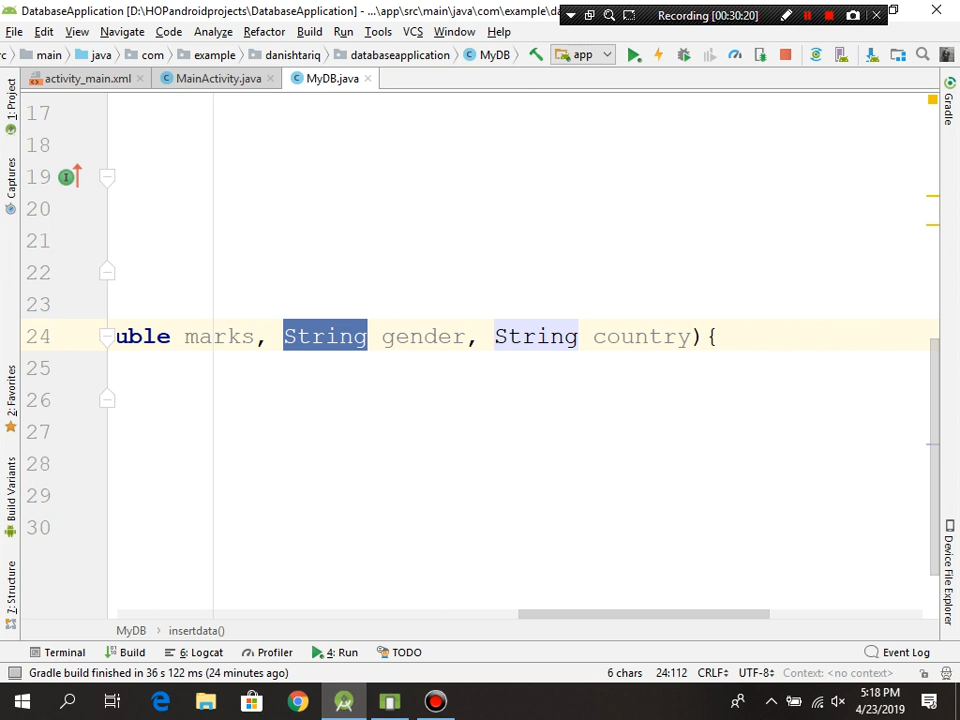 DatabaseApplication [D:\HOPandroidprojects\DatabaseApplication] - ...\app\src\main\java\com\example\da
Recording [00:30:20]
File Edit View Navigate Code Analyze Refactor Build Run Tools VCS Window Help
rc main java com example danishtariq databaseapplication MyDB app
activity_main.xml MainActivity.java MyDB.java
1: Project
Captures
2: Favorites
Build Variants
7: Structure
17
18
19
20
21
22
23
24 uble marks, String gender, String country){
25
26
27
28
29
30
Gradle
Device File Explorer
MyDB › insertdata()
Terminal Build 6: Logcat Profiler 4: Run TODO Event Log
Gradle build finished in 36 s 122 ms (24 minutes ago) 6 chars 24:112 CRLF UTF-8 Context: <no context>
5:18 PM
4/23/2019